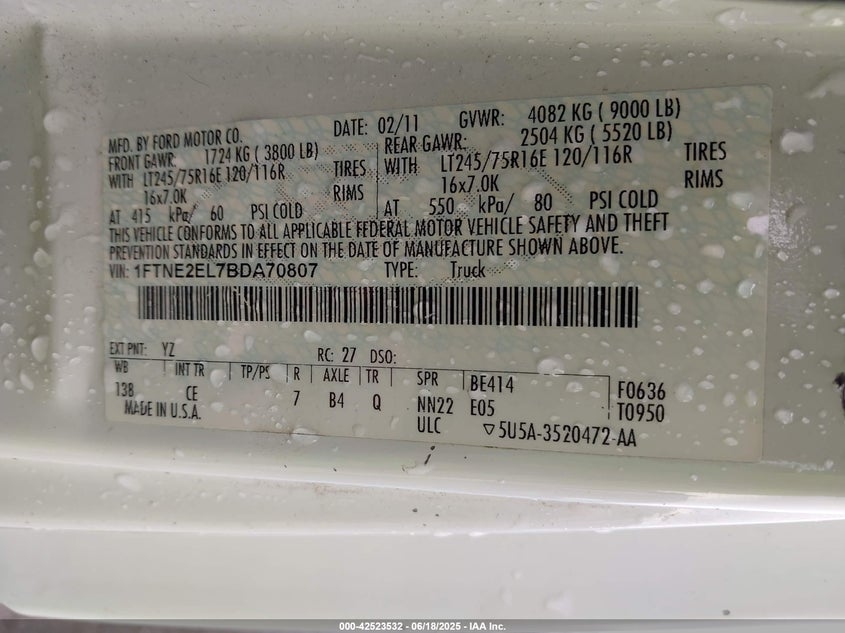 MFD. BY FORD MOTOR CO. DATE: 02/11 GVWR: 4082 KG ( 9000 LB)
FRONT GAWR: 1724 KG ( 3800 LB) REAR GAWR: 2504 KG ( 5520 LB)
WITH LT245/75R16E 120/116R TIRES WITH LT245/75R16E 120/116R TIRES
16x7.0K RIMS 16x7.0K RIMS
AT 415 kPa/ 60 PSI COLD AT 550 kPa/ 80 PSI COLD
THIS VEHICLE CONFORMS TO ALL APPLICABLE FEDERAL MOTOR VEHICLE SAFETY AND THEFT
PREVENTION STANDARDS IN EFFECT ON THE DATE OF MANUFACTURE SHOWN ABOVE.
VIN: 1FTNE2EL7BDA70807 TYPE: Truck
EXT PNT: YZ RC: 27 DSO:
WB INT TR TP/PS R AXLE TR SPR BE414 F0636
138 CE 7 B4 Q NN22 E05 T0950
MADE IN U.S.A. ULC ▽5U5A-3520472-AA
000-42523532 - 06/18/2025 - IAA Inc.